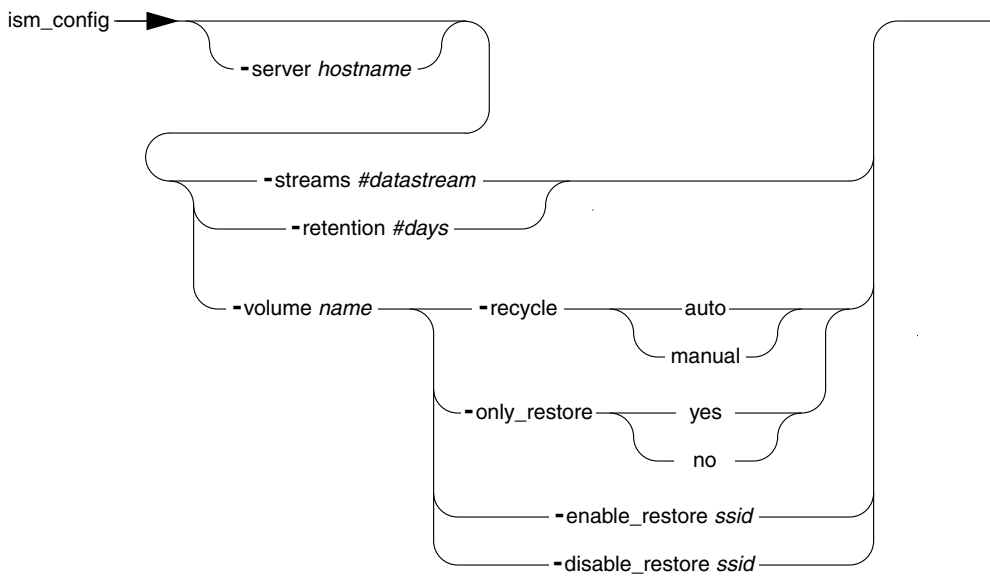 ism_config
-server hostname
-streams #datastream
-retention #days
-volume name -recycle auto
manual
-only_restore yes
no
-enable_restore ssid
-disable_restore ssid